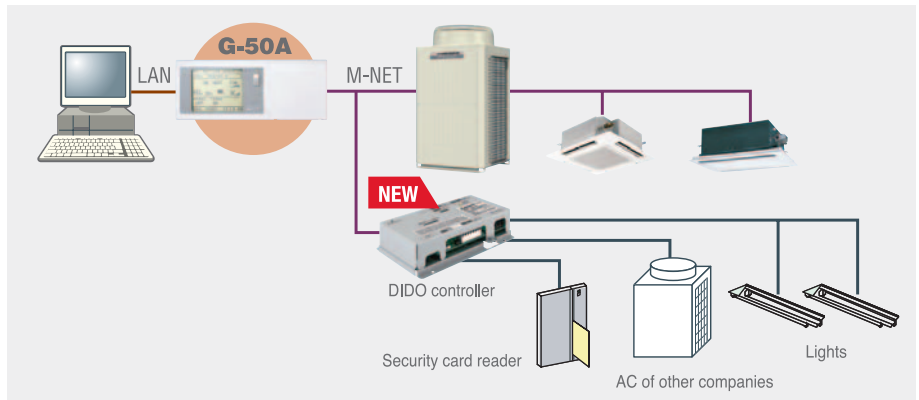 G-50A
LAN
M-NET
NEW
DIDO controller
Security card reader
AC of other companies
Lights